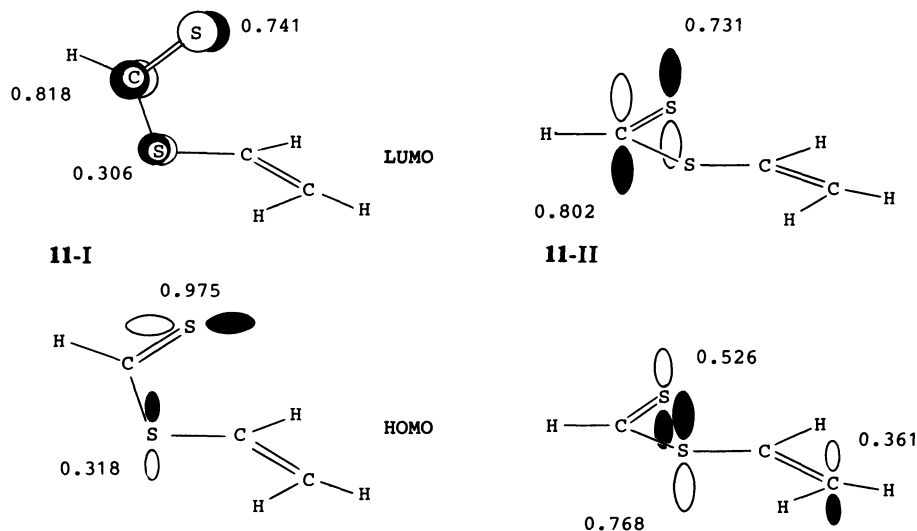 S 0.741
H
C
0.818
S C H
0.306
C
H H
LUMO
11-I
0.731
S
H C
S C H
C H
H
0.802
11-II
0.975
S
H
C
H
S C
0.318
C
H H
HOMO
0.526
S
H C
S C H
0.361
C H
H
0.768